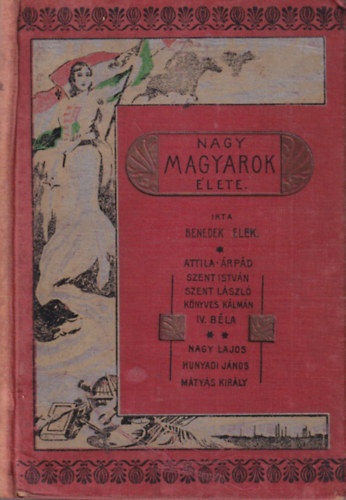 NAGY
MAGYAROK
ÉLETE.
IRTA
BENEDEK ELEK.
ATTILA - ÁRPÁD
SZENT ISTVÁN
SZENT LÁSZLÓ
KÖNYVES KÁLMÁN
IV. BÉLA
NAGY LAJOS
HUNYADI JÁNOS
MÁTYÁS KIRÁLY